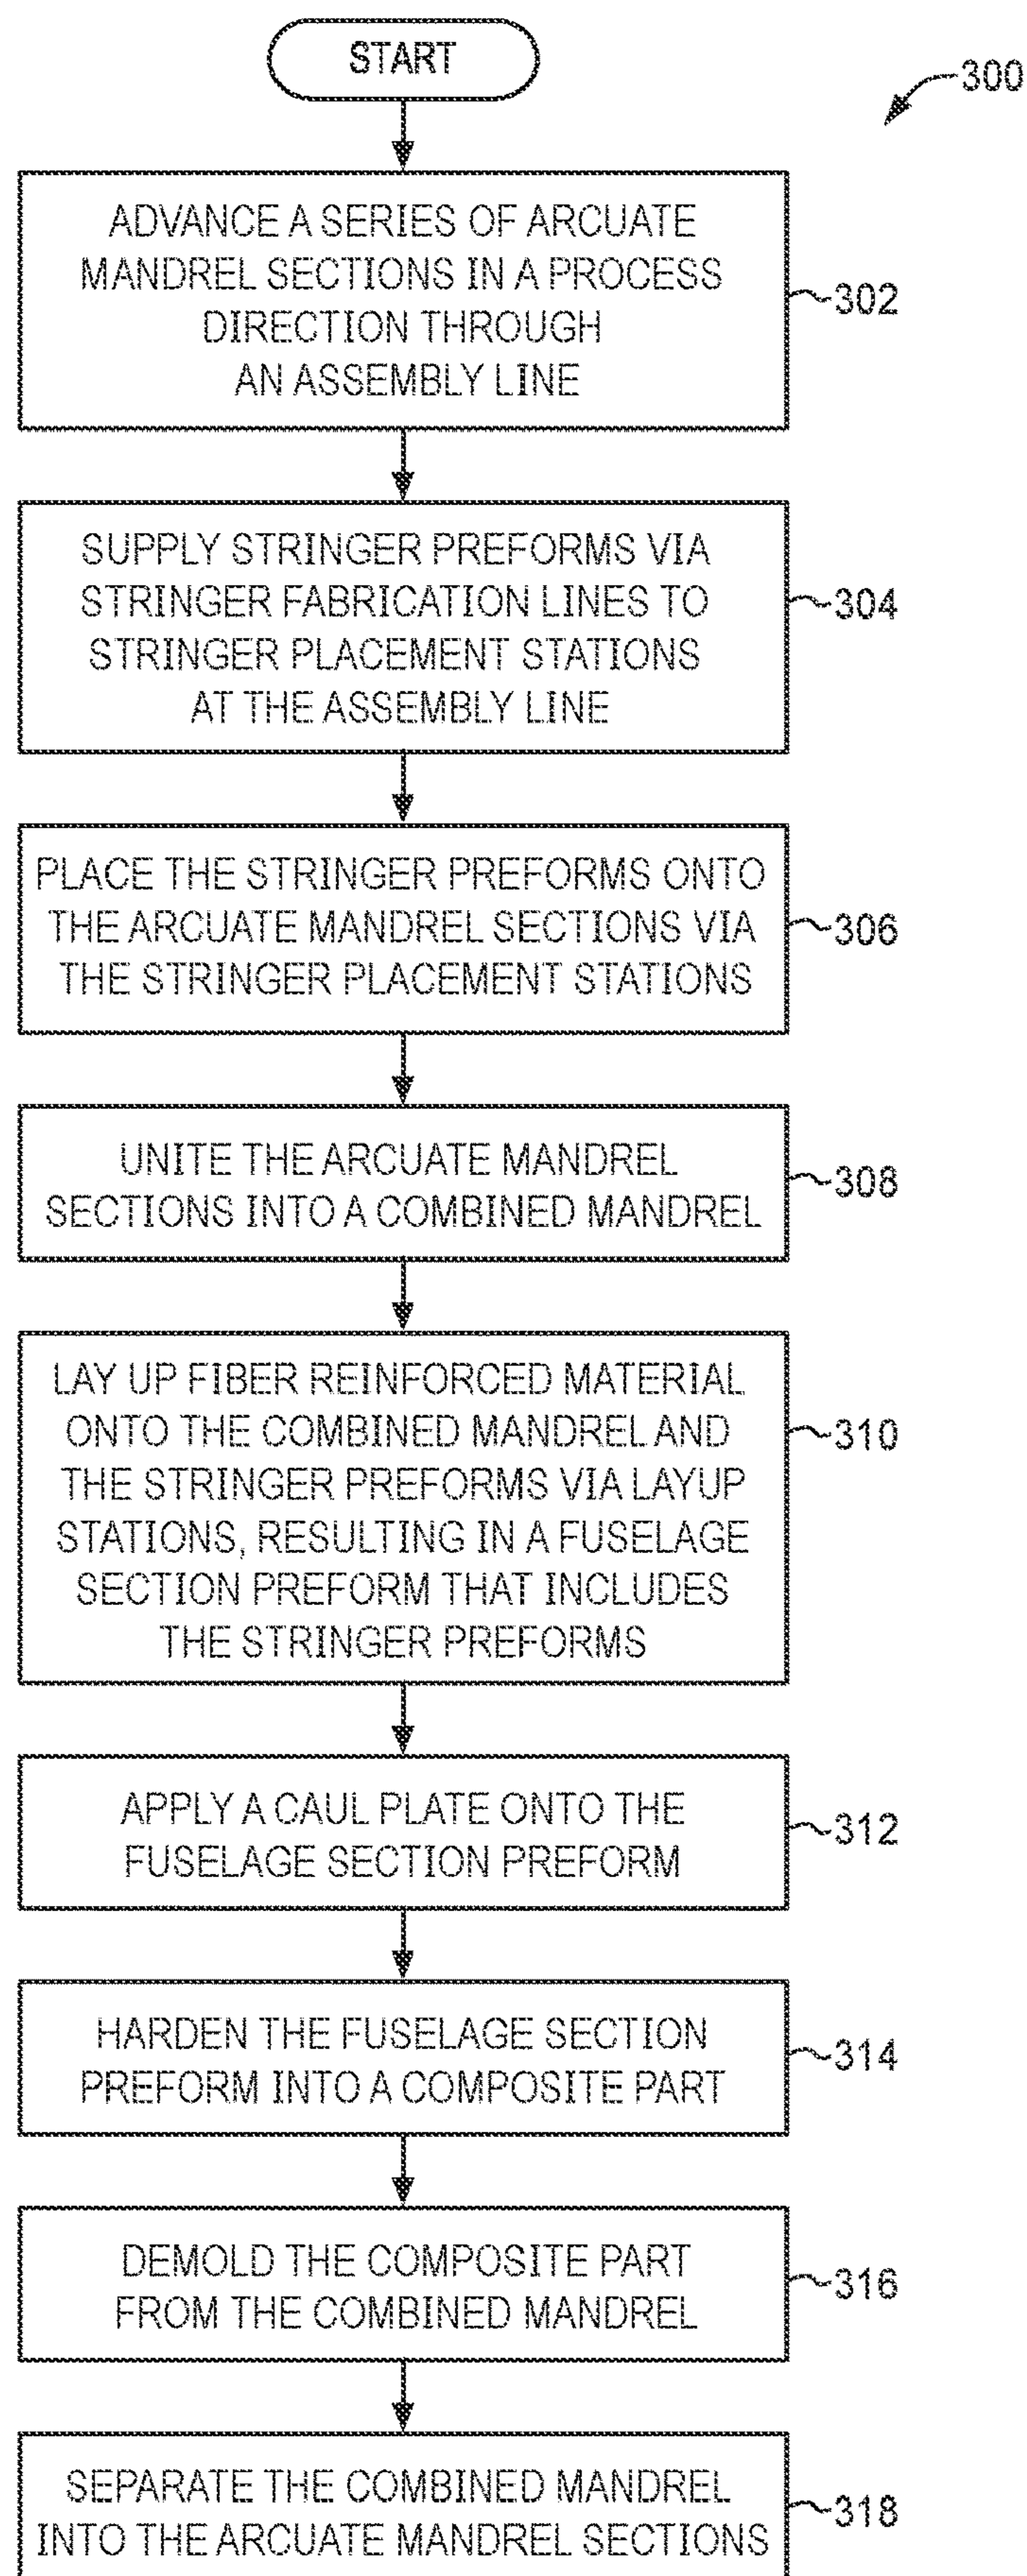 START
300
ADVANCE A SERIES OF ARCUATE
MANDREL SECTIONS IN A PROCESS
DIRECTION THROUGH
AN ASSEMBLY LINE
302
SUPPLY STRINGER PREFORMS VIA
STRINGER FABRICATION LINES TO
STRINGER PLACEMENT STATIONS
AT THE ASSEMBLY LINE
304
PLACE THE STRINGER PREFORMS ONTO
THE ARCUATE MANDREL SECTIONS VIA
THE STRINGER PLACEMENT STATIONS
306
UNITE THE ARCUATE MANDREL
SECTIONS INTO A COMBINED MANDREL
308
LAY UP FIBER REINFORCED MATERIAL
ONTO THE COMBINED MANDREL AND
THE STRINGER PREFORMS VIA LAYUP
STATIONS, RESULTING IN A FUSELAGE
SECTION PREFORM THAT INCLUDES
THE STRINGER PREFORMS
310
APPLY A CAUL PLATE ONTO THE
FUSELAGE SECTION PREFORM
312
HARDEN THE FUSELAGE SECTION
PREFORM INTO A COMPOSITE PART
314
DEMOLD THE COMPOSITE PART
FROM THE COMBINED MANDREL
316
SEPARATE THE COMBINED MANDREL
INTO THE ARCUATE MANDREL SECTIONS
318